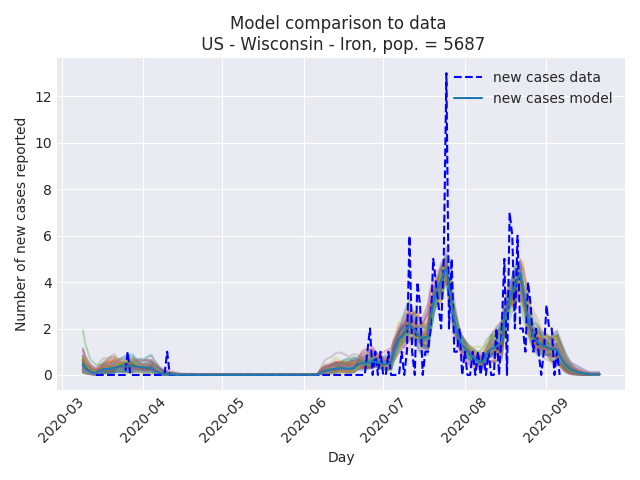 Model comparison to data
US - Wisconsin - Iron, pop. = 5687
new cases data
new cases model
Number of new cases reported
12
10
8
6
4
2
0
2020-03
2020-04
2020-05
2020-06
2020-07
2020-08
2020-09
Day